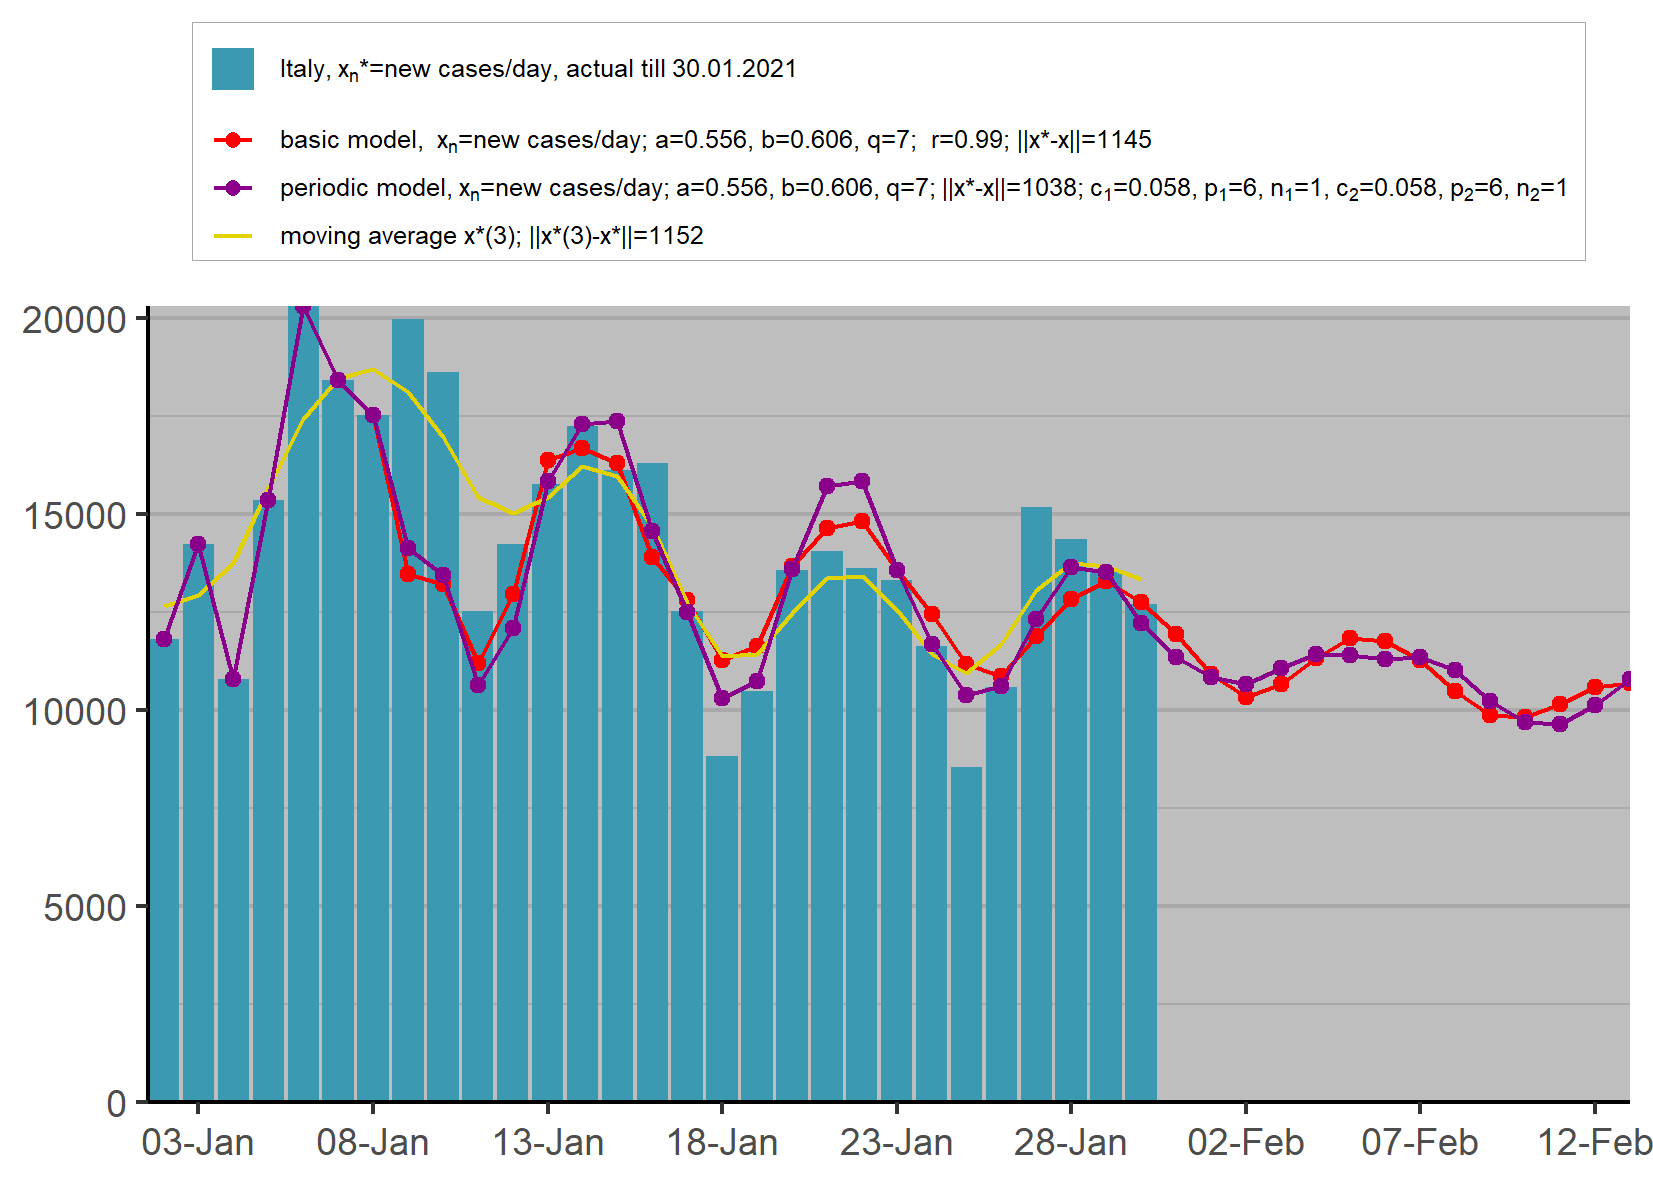 Italy, xₙ*=new cases/day, actual till 30.01.2021
basic model,  xₙ=new cases/day; a=0.556, b=0.606, q=7;  r=0.99; ||x*-x||=1145
periodic model, xₙ=new cases/day; a=0.556, b=0.606, q=7; ||x*-x||=1038; c₁=0.058, p₁=6, n₁=1, c₂=0.058, p₂=6, n₂=1
moving average x*(3); ||x*(3)-x*||=1152
20000
15000
10000
5000
0
03-Jan 08-Jan 13-Jan 18-Jan 23-Jan 28-Jan 02-Feb 07-Feb 12-Feb